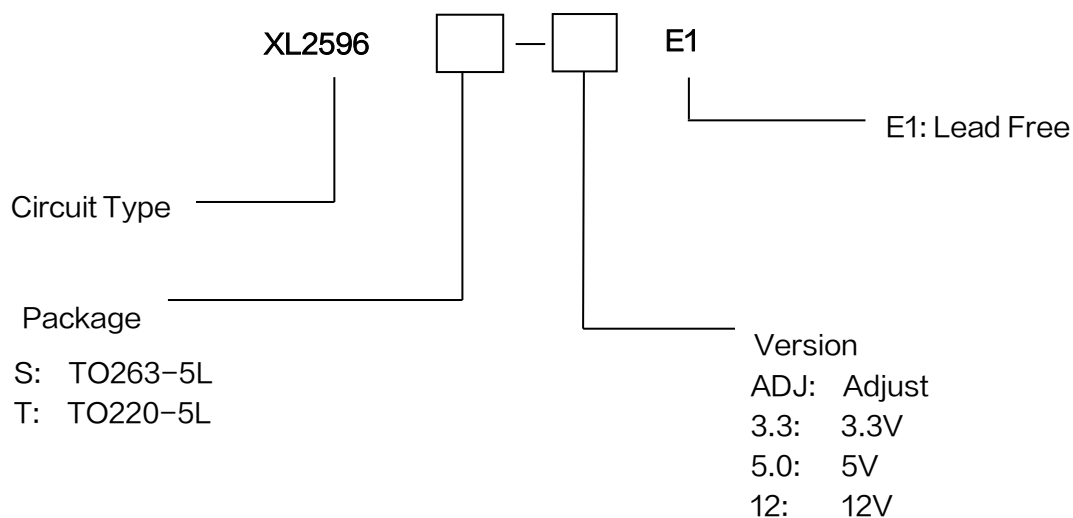 XL2596 — E1
E1: Lead Free
Circuit Type
Package
S: TO263-5L
T: TO220-5L
Version
ADJ: Adjust
3.3: 3.3V
5.0: 5V
12: 12V